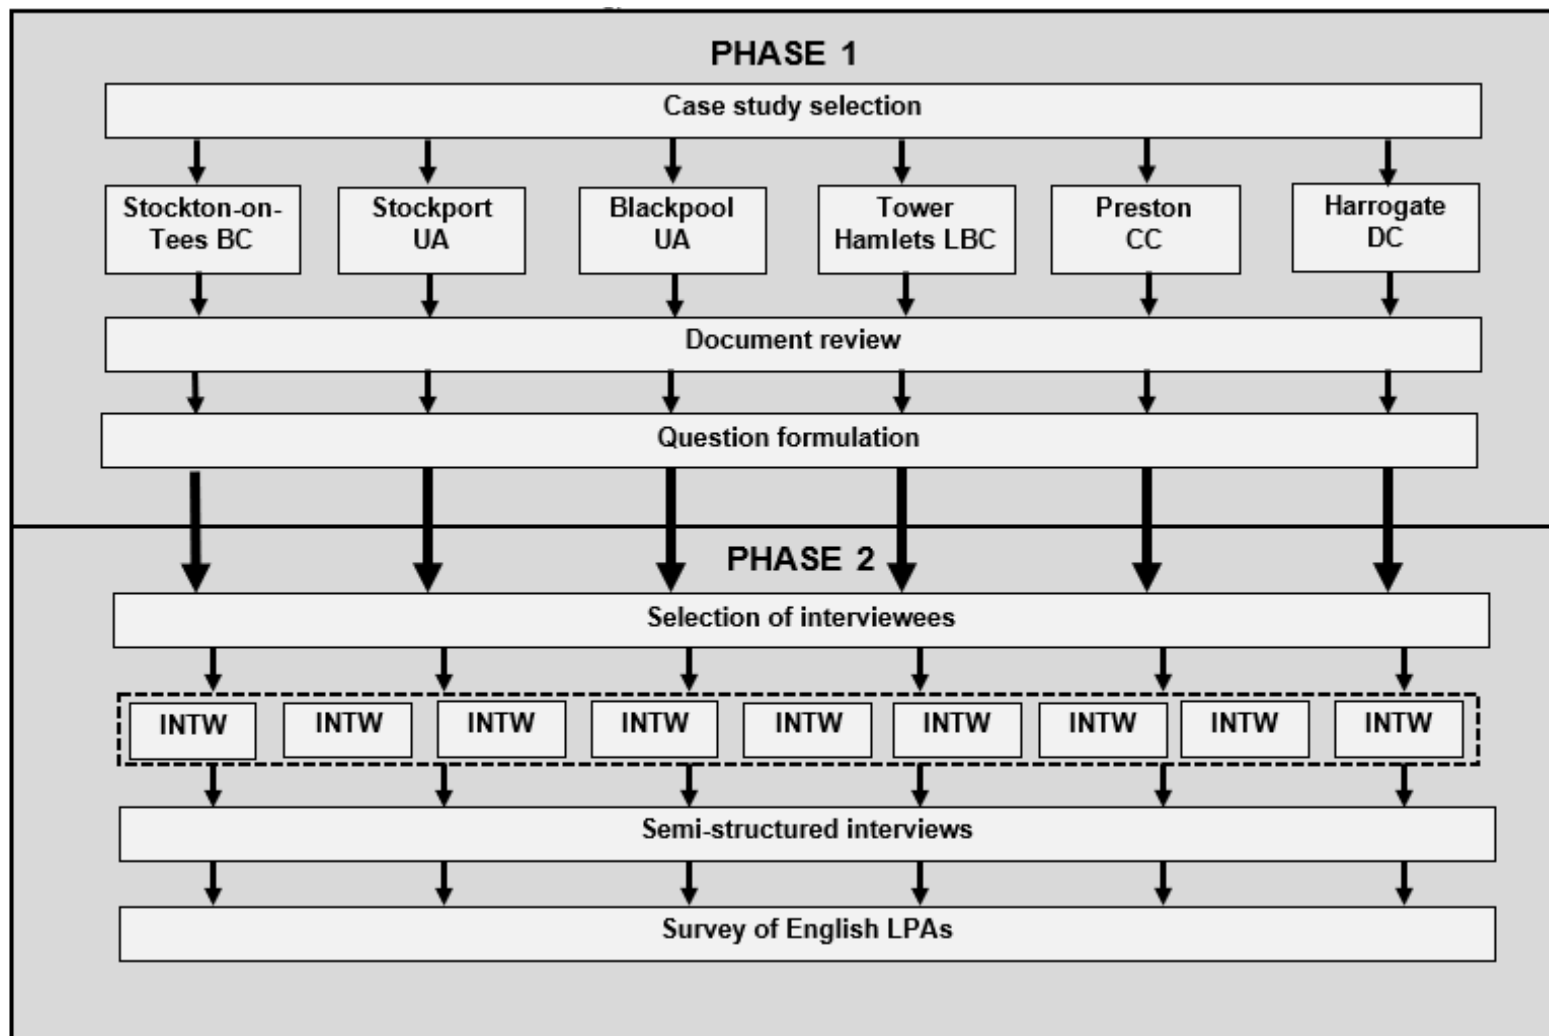 PHASE 1
Case study selection
Stockton-on-
Tees BC
Stockport
UA
Blackpool
UA
Tower
Hamlets LBC
Preston
CC
Harrogate
DC
Document review
Question formulation
PHASE 2
Selection of interviewees
INTW
INTW
INTW
INTW
INTW
INTW
INTW
INTW
INTW
Semi-structured interviews
Survey of English LPAs